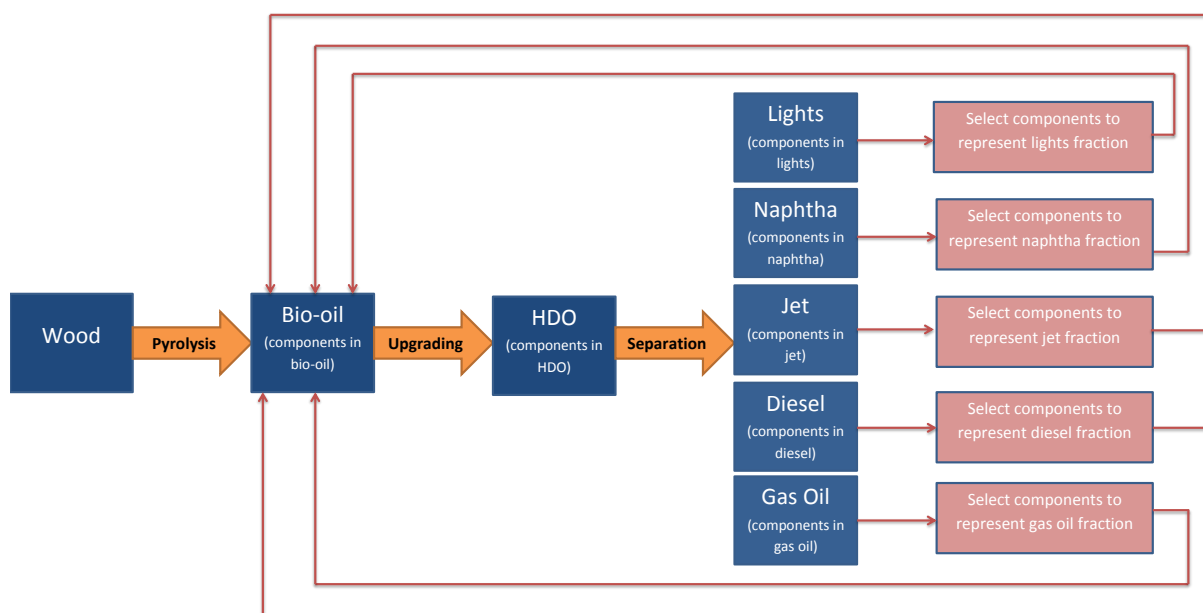 Wood
Pyrolysis
Bio-oil
(components in
bio-oil)
Upgrading
HDO
(components in
HDO)
Separation
Lights
(components in
lights)
Select components to
represent lights fraction
Naphtha
(components in
naphtha)
Select components to
represent naphtha fraction
Jet
(components in
jet)
Select components to
represent jet fraction
Diesel
(components in
diesel)
Select components to
represent diesel fraction
Gas Oil
(components in
gas oil)
Select components to
represent gas oil fraction